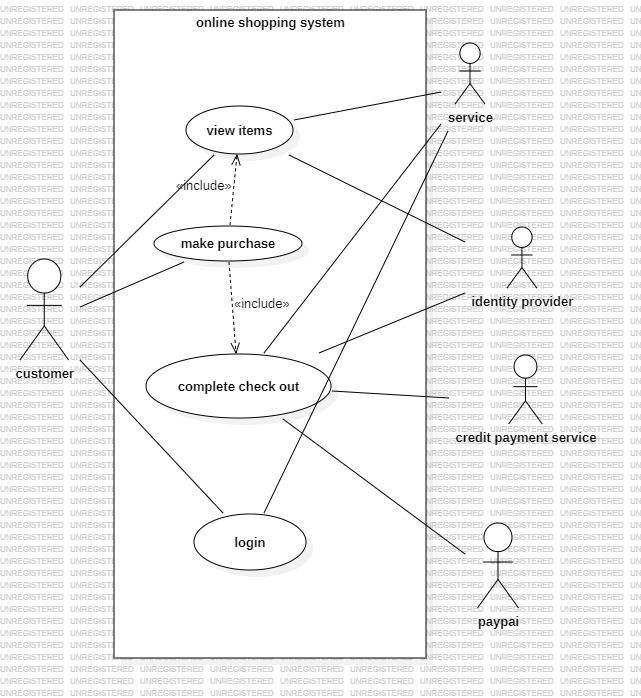 online shopping system
service
view items
«include»
make purchase
identity provider
«include»
customer
complete check out
credit payment service
login
paypai
UNREGISTERED